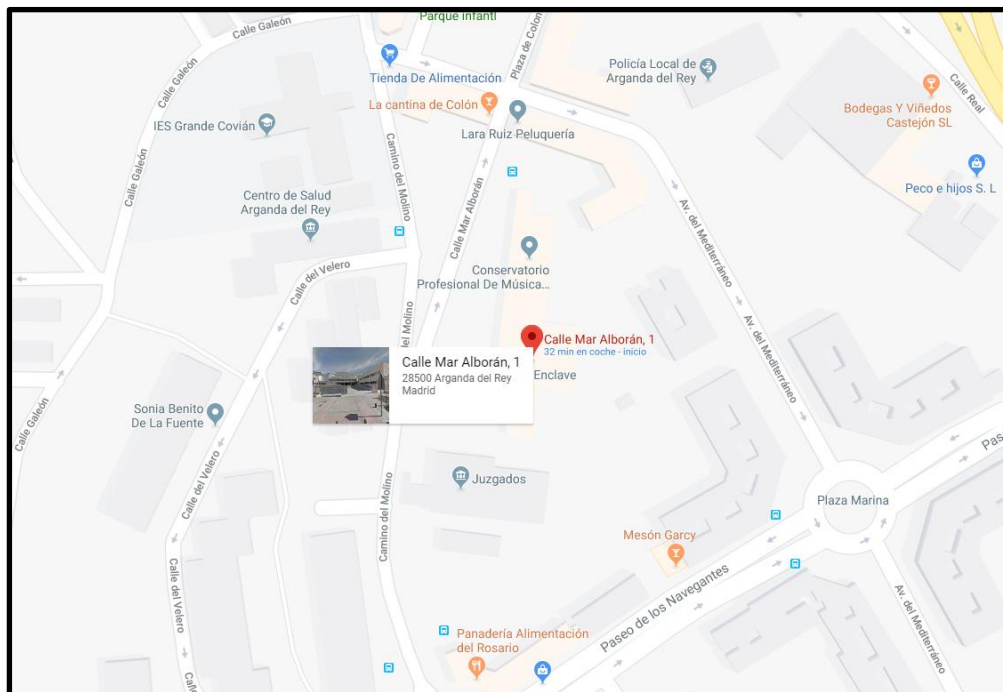 Parque infantil
Calle Galeón
Plaza de Colón
Tienda De Alimentación
La cantina de Colón
Policía Local de
Arganda del Rey
Calle Real
Bodegas Y Viñedos
Castejón SL
Calle Galeón
IES Grande Covián
Lara Ruiz Peluquería
Camino del Molino
Peco e hijos S. L
Calle Galeón
Centro de Salud
Arganda del Rey
Calle Mar Alborán
Av. del Mediterráneo
Calle del Velero
Conservatorio
Profesional De Música...
del Molino
Av. del Mediterráneo
Calle Mar Alborán, 1
32 min en coche - inicio
Calle Mar Alborán, 1
28500 Arganda del Rey
Madrid
Enclave
Sonia Benito
De La Fuente
Calle Galeón
Calle del Velero
Juzgados
Camino del Molino
Plaza Marina
Mesón Garcy
Paseo de los Navegantes
Calle del Velero
Av. del Mediterráneo
Panadería Alimentación
del Rosario